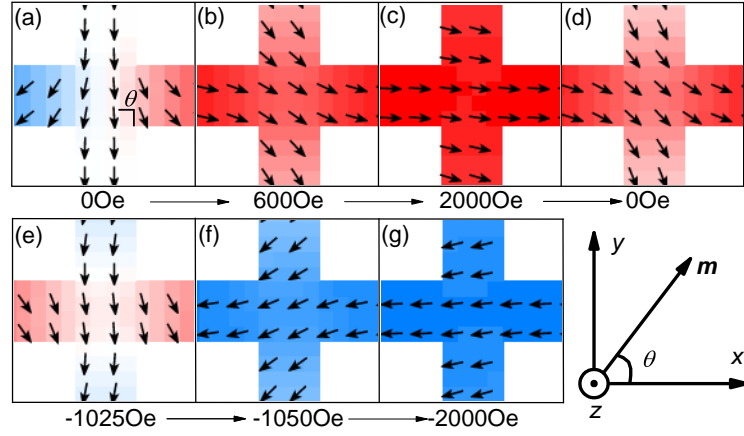 (a) (b) (c) (d)
θ
0Oe 600Oe 2000Oe 0Oe
(e) (f) (g)
y
m
θ
x
z
-1025Oe -1050Oe -2000Oe